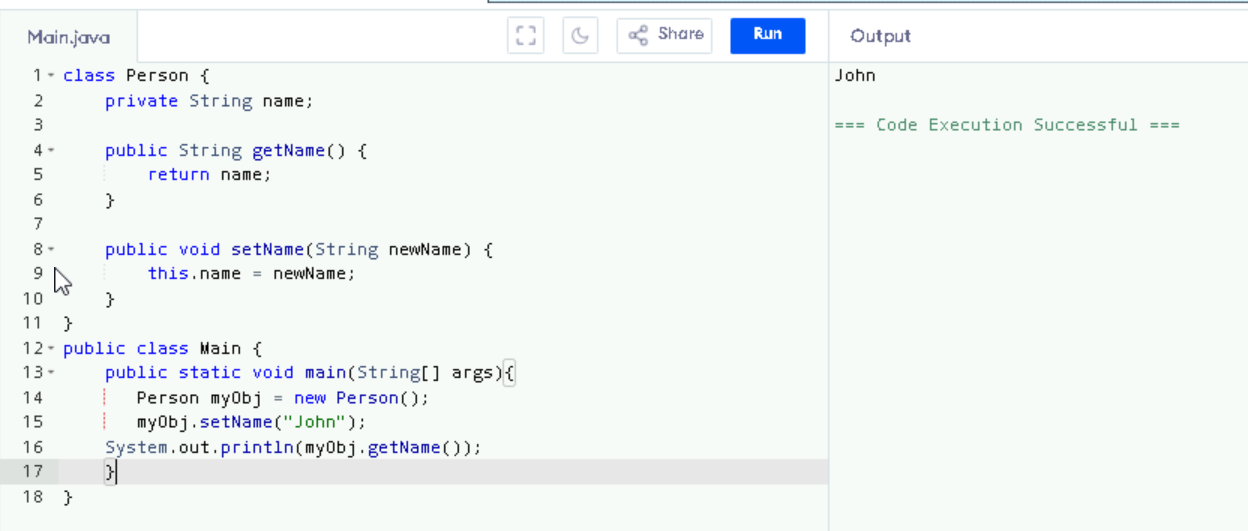 Main.java
Share
Run
Output
1 class Person {
2     private String name;
3
4     public String getName() {
5         return name;
6     }
7
8     public void setName(String newName) {
9         this.name = newName;
10     }
11 }
12 public class Main {
13     public static void main(String[] args){
14        Person myObj = new Person();
15        myObj.setName("John");
16     System.out.println(myObj.getName());
17     }
18 }
John
=== Code Execution Successful ===